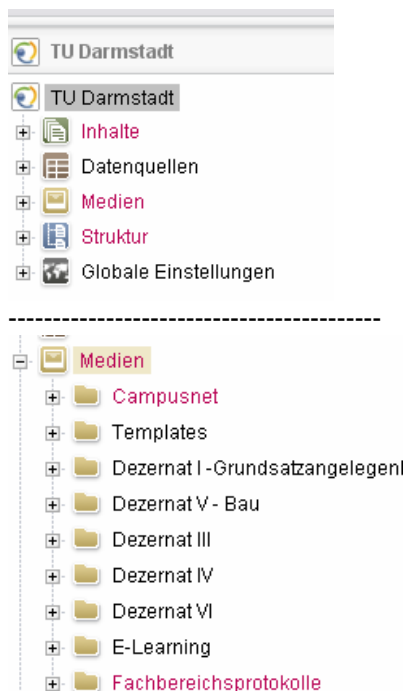 TU Darmstadt
TU Darmstadt
Inhalte
Datenquellen
Medien
Struktur
Globale Einstellungen
--------------------------------------------
Medien
Campusnet
Templates
Dezernat I -Grundsatzangelegenl
Dezernat V - Bau
Dezernat III
Dezernat IV
Dezernat VI
E-Learning
Fachbereichsprotokolle